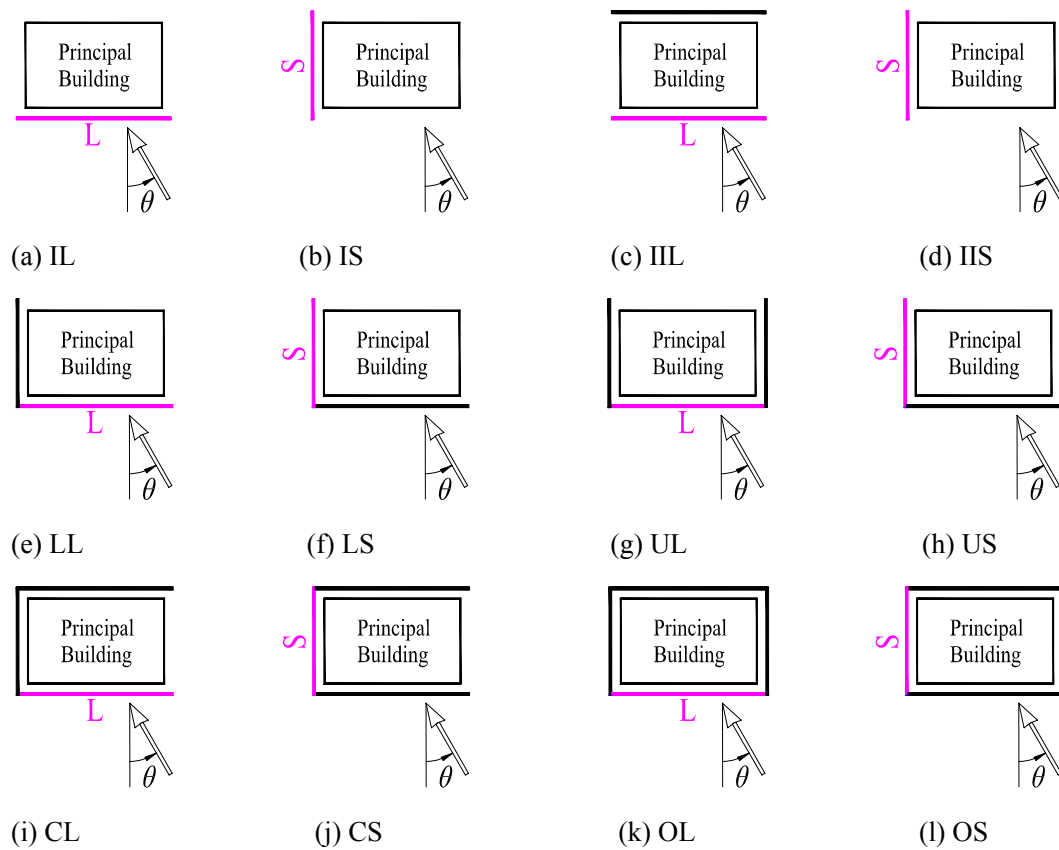 Principal
Building
L
θ
Principal
Building
S
θ
Principal
Building
L
θ
Principal
Building
S
θ
(a) IL
(b) IS
(c) IIL
(d) IIS
Principal
Building
L
θ
Principal
Building
S
θ
Principal
Building
L
θ
Principal
Building
S
θ
(e) LL
(f) LS
(g) UL
(h) US
Principal
Building
L
θ
Principal
Building
S
θ
Principal
Building
L
θ
Principal
Building
S
θ
(i) CL
(j) CS
(k) OL
(l) OS